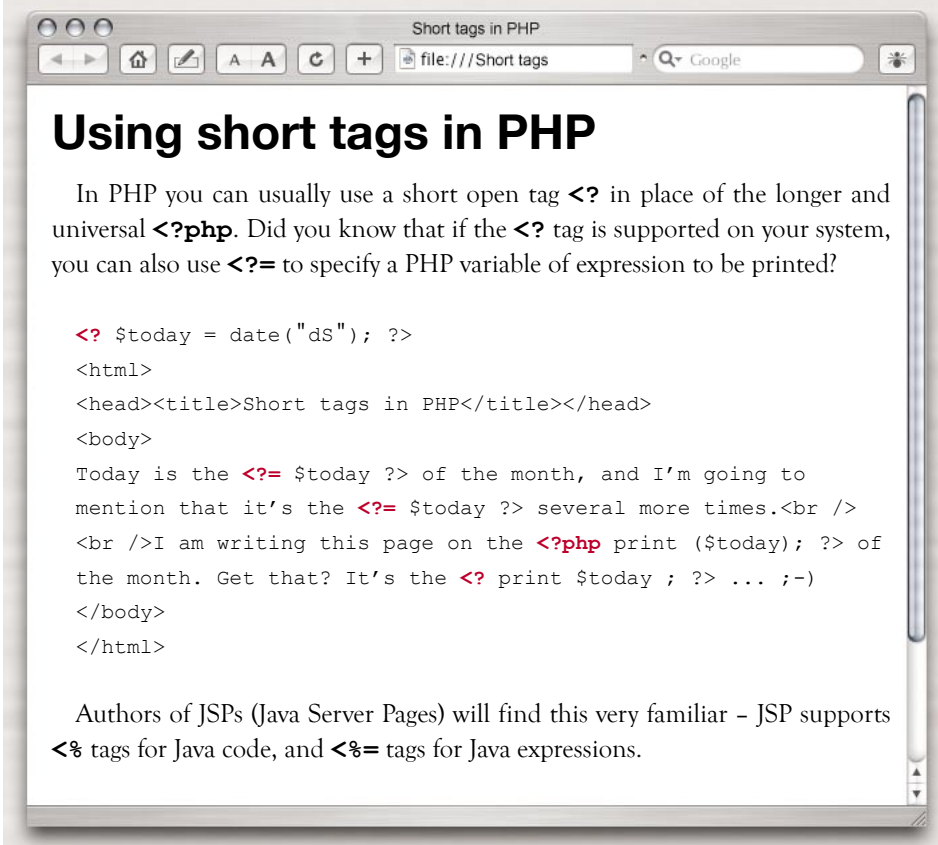 Short tags in PHP
A A + file:///Short tags Google
Using short tags in PHP
In PHP you can usually use a short open tag <? in place of the longer and
universal <?php. Did you know that if the <? tag is supported on your system,
you can also use <?= to specify a PHP variable of expression to be printed?
<? $today = date("dS"); ?>
<html>
<head><title>Short tags in PHP</title></head>
<body>
Today is the <?= $today ?> of the month, and I'm going to
mention that it's the <?= $today ?> several more times.<br />
<br />I am writing this page on the <?php print ($today); ?> of
the month. Get that? It's the <? print $today ; ?> ... ;-)
</body>
</html>
Authors of JSPs (Java Server Pages) will find this very familiar – JSP supports
<% tags for Java code, and <%= tags for Java expressions.